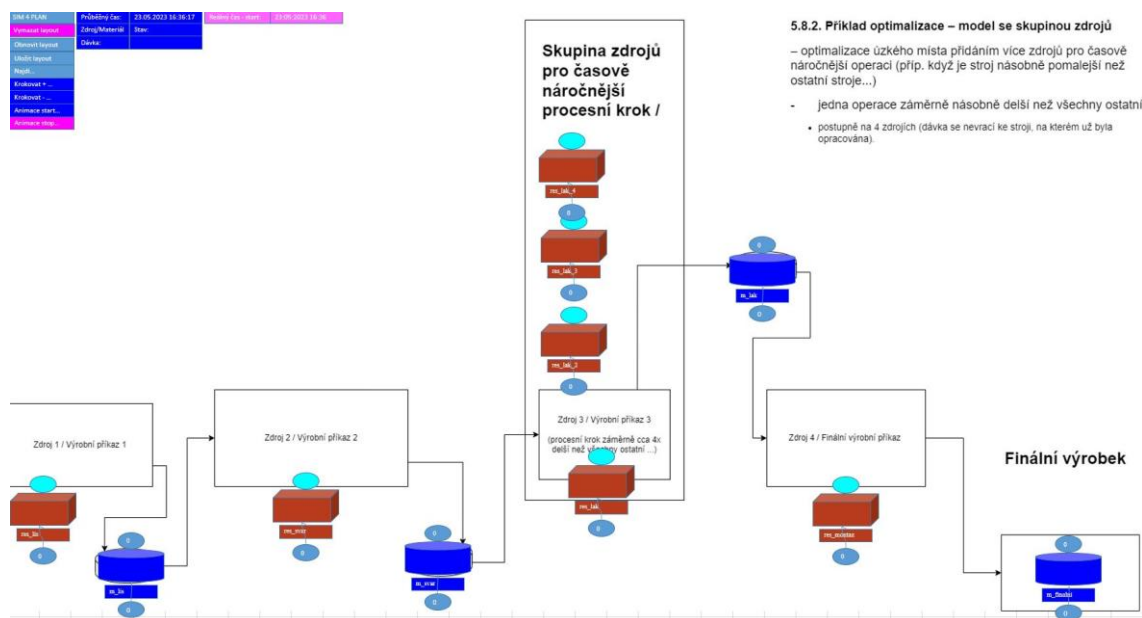 SIM 4 PLAN
Průběžný čas: 23.05.2023 16:36:17
Reálný čas - start: 23.05.2023 16:36
Vymazat layout
Zdroj/Materiál Stav:
Obnovit layout
Dávka:
Uložit layout
Najdi...
Krokovat + ...
Krokovat - ...
Animace start...
Animace stop...
Skupina zdrojů
pro časově
náročnější
procesní krok /
5.8.2. Příklad optimalizace – model se skupinou zdrojů
– optimalizace úzkého místa přidáním více zdrojů pro časově
náročnější operaci (příp. když je stroj násobně pomalejší než
ostatní stroje...)
- jedna operace záměrně násobně delší než všechny ostatní
• postupně na 4 zdrojích (dávka se nevrací ke stroji, na kterém už byla
opracována).
res_lak_4
0
res_lak_3
0
res_lak_2
0
0
m_lak
0
Zdroj 1 / Výrobní příkaz 1
Zdroj 2 / Výrobní příkaz 2
Zdroj 3 / Výrobní příkaz 3
(procesní krok záměrně cca 4x
delší než všechny ostatní ...)
Zdroj 4 / Finální výrobní příkaz
Finální výrobek
res_lis
0
res_svar
0
res_lak
0
res_montaz
0
0
m_lis
0
0
m_svar
0
0
m_finalni
0